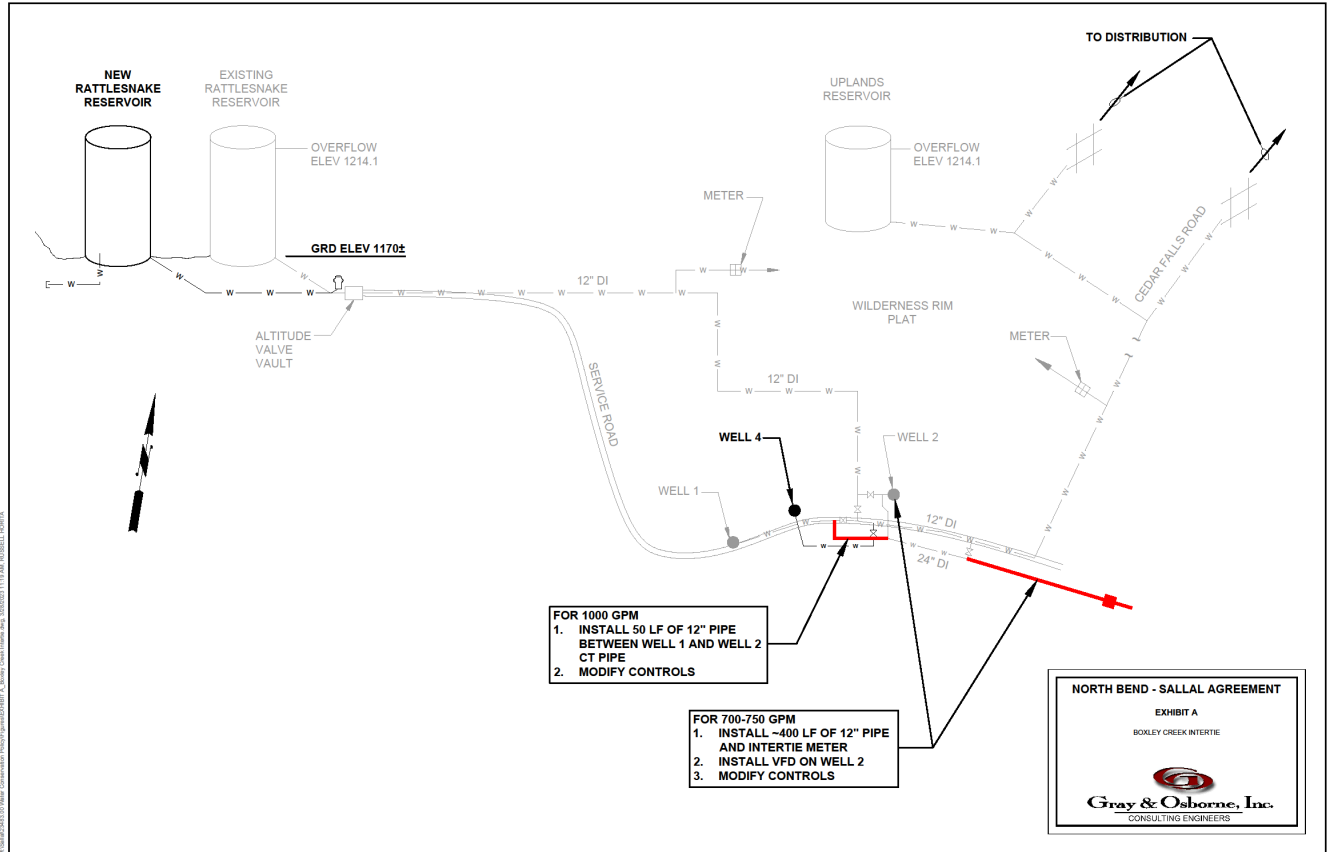 TO DISTRIBUTION
NEW
RATTLESNAKE
RESERVOIR
EXISTING
RATTLESNAKE
RESERVOIR
UPLANDS
RESERVOIR
OVERFLOW
ELEV 1214.1
OVERFLOW
ELEV 1214.1
METER
GRD ELEV 1170±
12" DI
CEDAR FALLS ROAD
WILDERNESS RIM
PLAT
ALTITUDE
VALVE
VAULT
METER
SERVICE ROAD
12" DI
WELL 4
WELL 2
WELL 1
12" DI
24" DI
FOR 1000 GPM
1. INSTALL 50 LF OF 12" PIPE
BETWEEN WELL 1 AND WELL 2
CT PIPE
2. MODIFY CONTROLS
FOR 700-750 GPM
1. INSTALL ~400 LF OF 12" PIPE
AND INTERTIE METER
2. INSTALL VFD ON WELL 2
3. MODIFY CONTROLS
NORTH BEND - SALLAL AGREEMENT
EXHIBIT A
BOXLEY CREEK INTERTIE
Gray & Osborne, Inc.
CONSULTING ENGINEERS